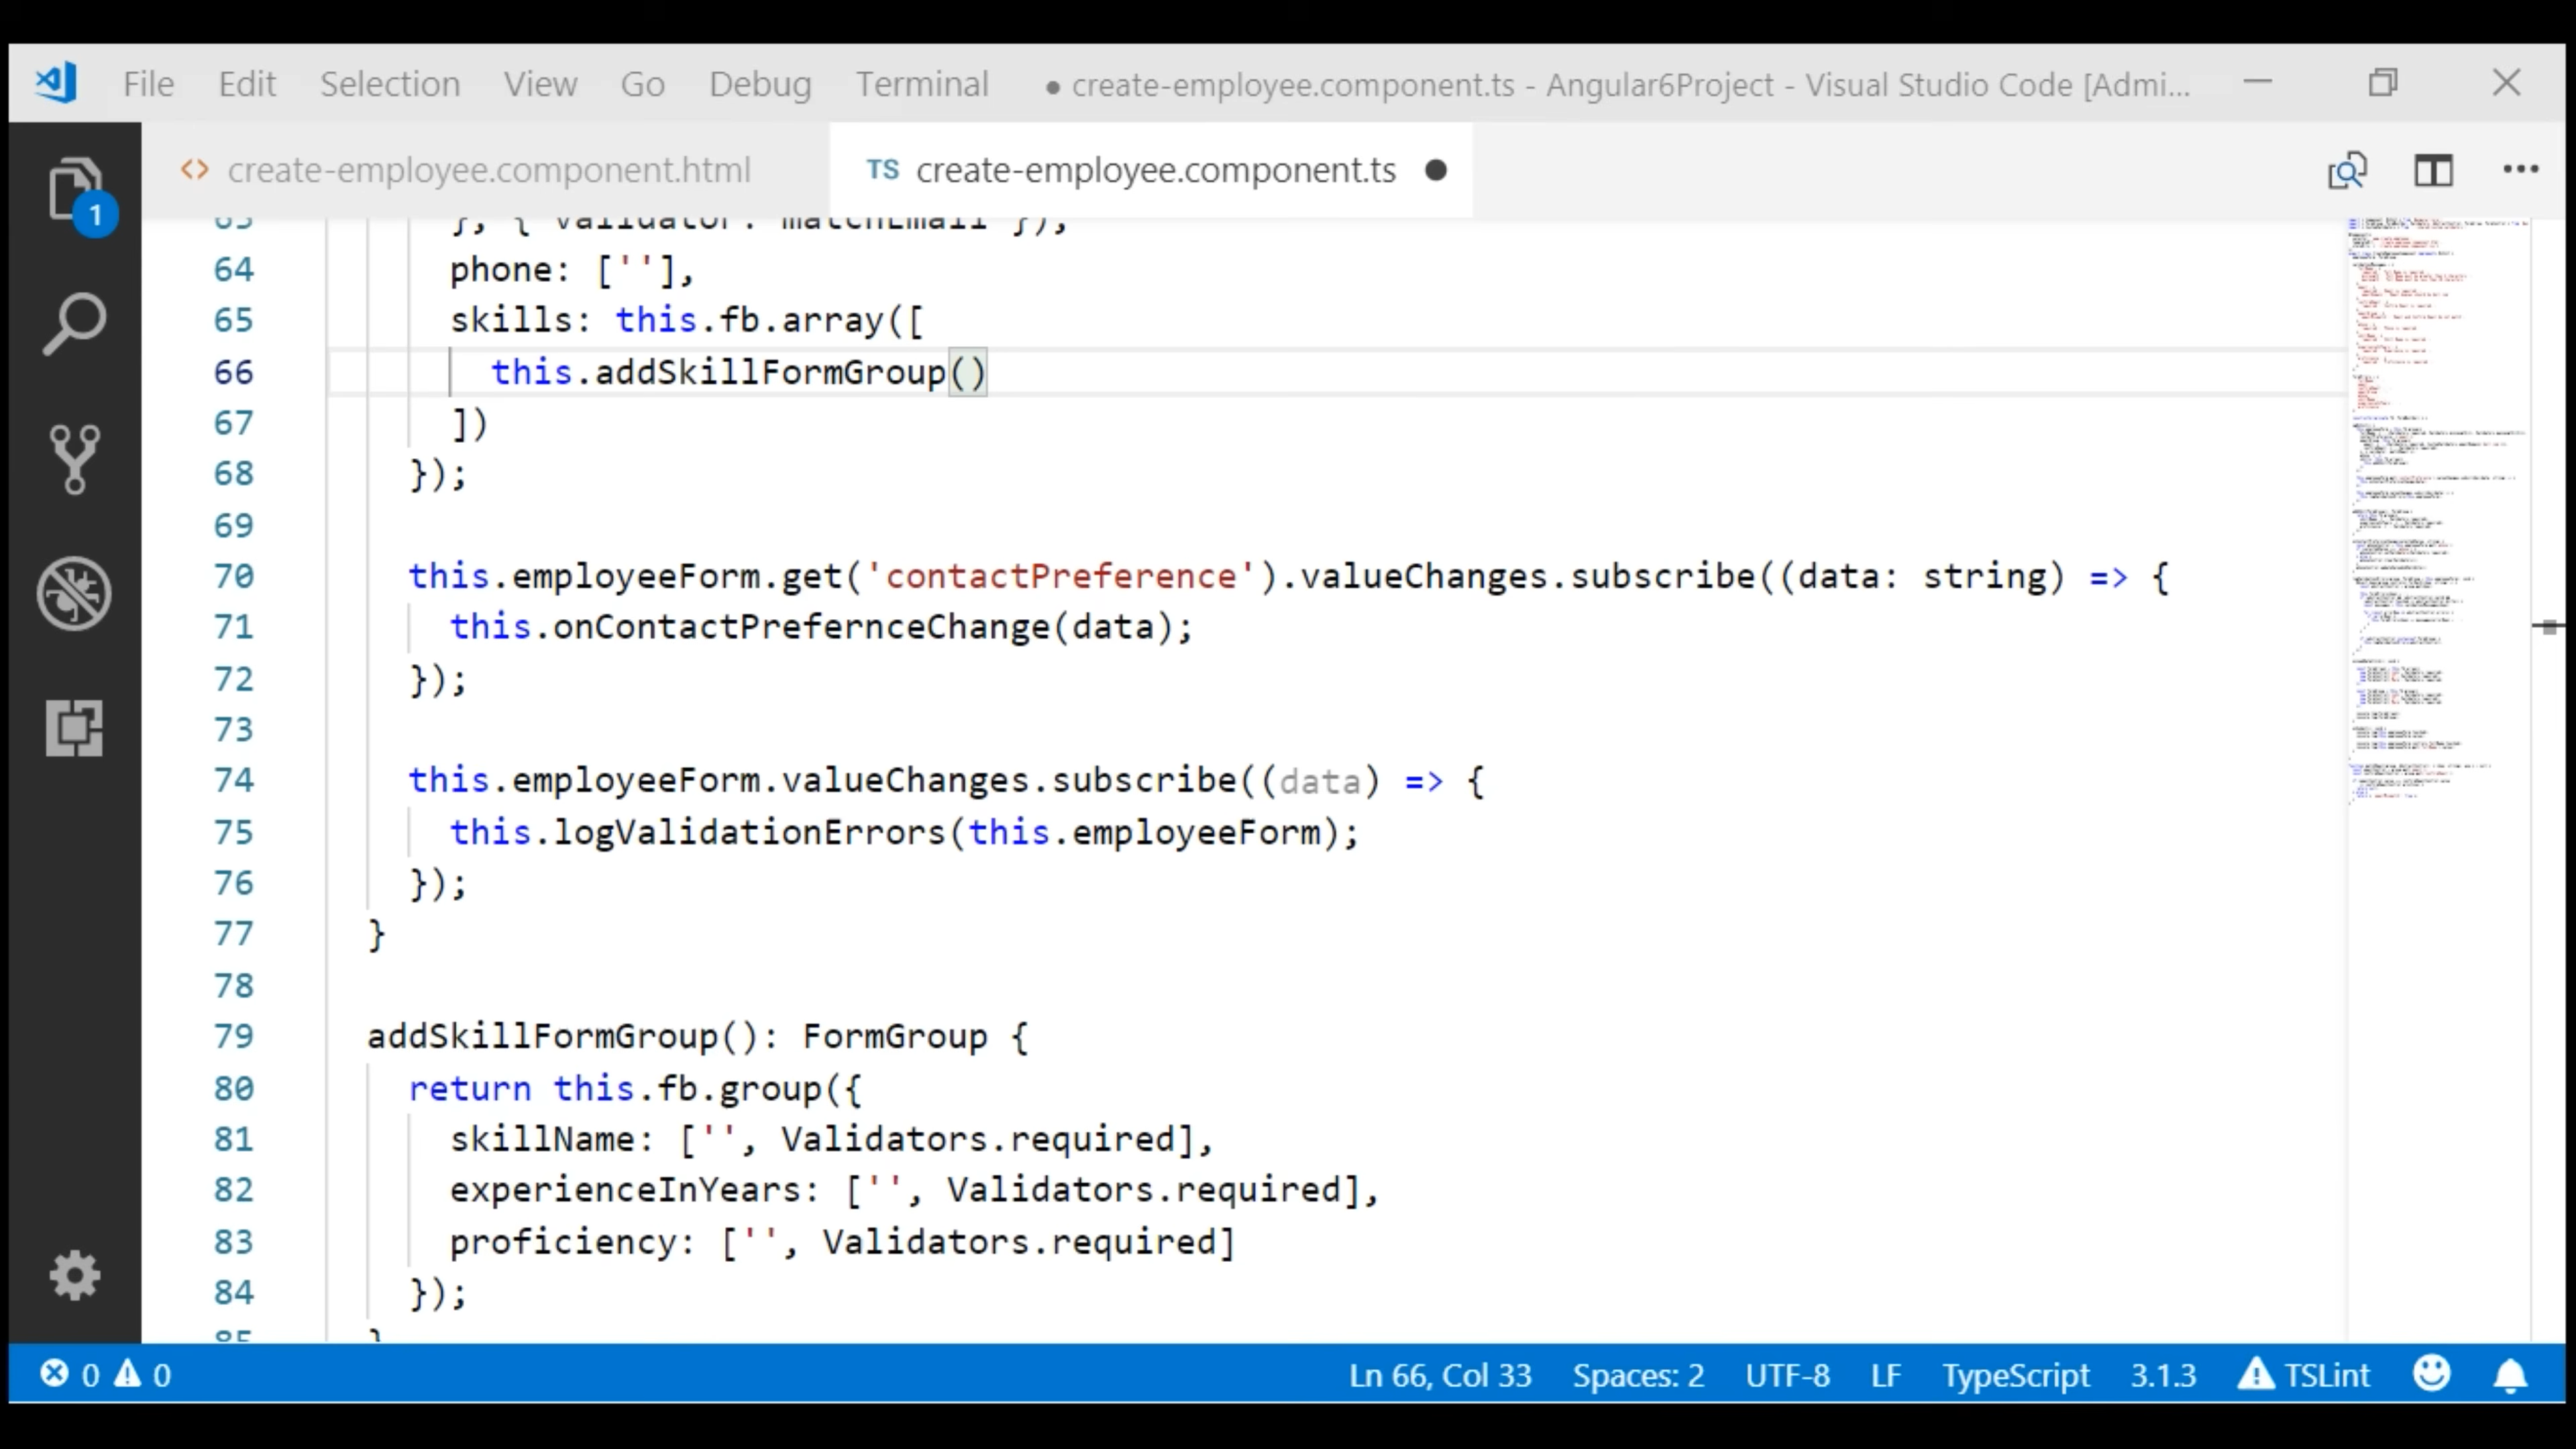 File Edit Selection View Go Debug Terminal ● create-employee.component.ts - Angular6Project - Visual Studio Code [Admi...
<> create-employee.component.html TS create-employee.component.ts ●
1
63 }, { validator: matchEmail }),
64 phone: [''],
65 skills: this.fb.array([
66 this.addSkillFormGroup()
67 ])
68 });
69
70 this.employeeForm.get('contactPreference').valueChanges.subscribe((data: string) => {
71 this.onContactPrefernceChange(data);
72 });
73
74 this.employeeForm.valueChanges.subscribe((data) => {
75 this.logValidationErrors(this.employeeForm);
76 });
77 }
78
79 addSkillFormGroup(): FormGroup {
80 return this.fb.group({
81 skillName: ['', Validators.required],
82 experienceInYears: ['', Validators.required],
83 proficiency: ['', Validators.required]
84 });
85 }
0 0 Ln 66, Col 33 Spaces: 2 UTF-8 LF TypeScript 3.1.3 TSLint